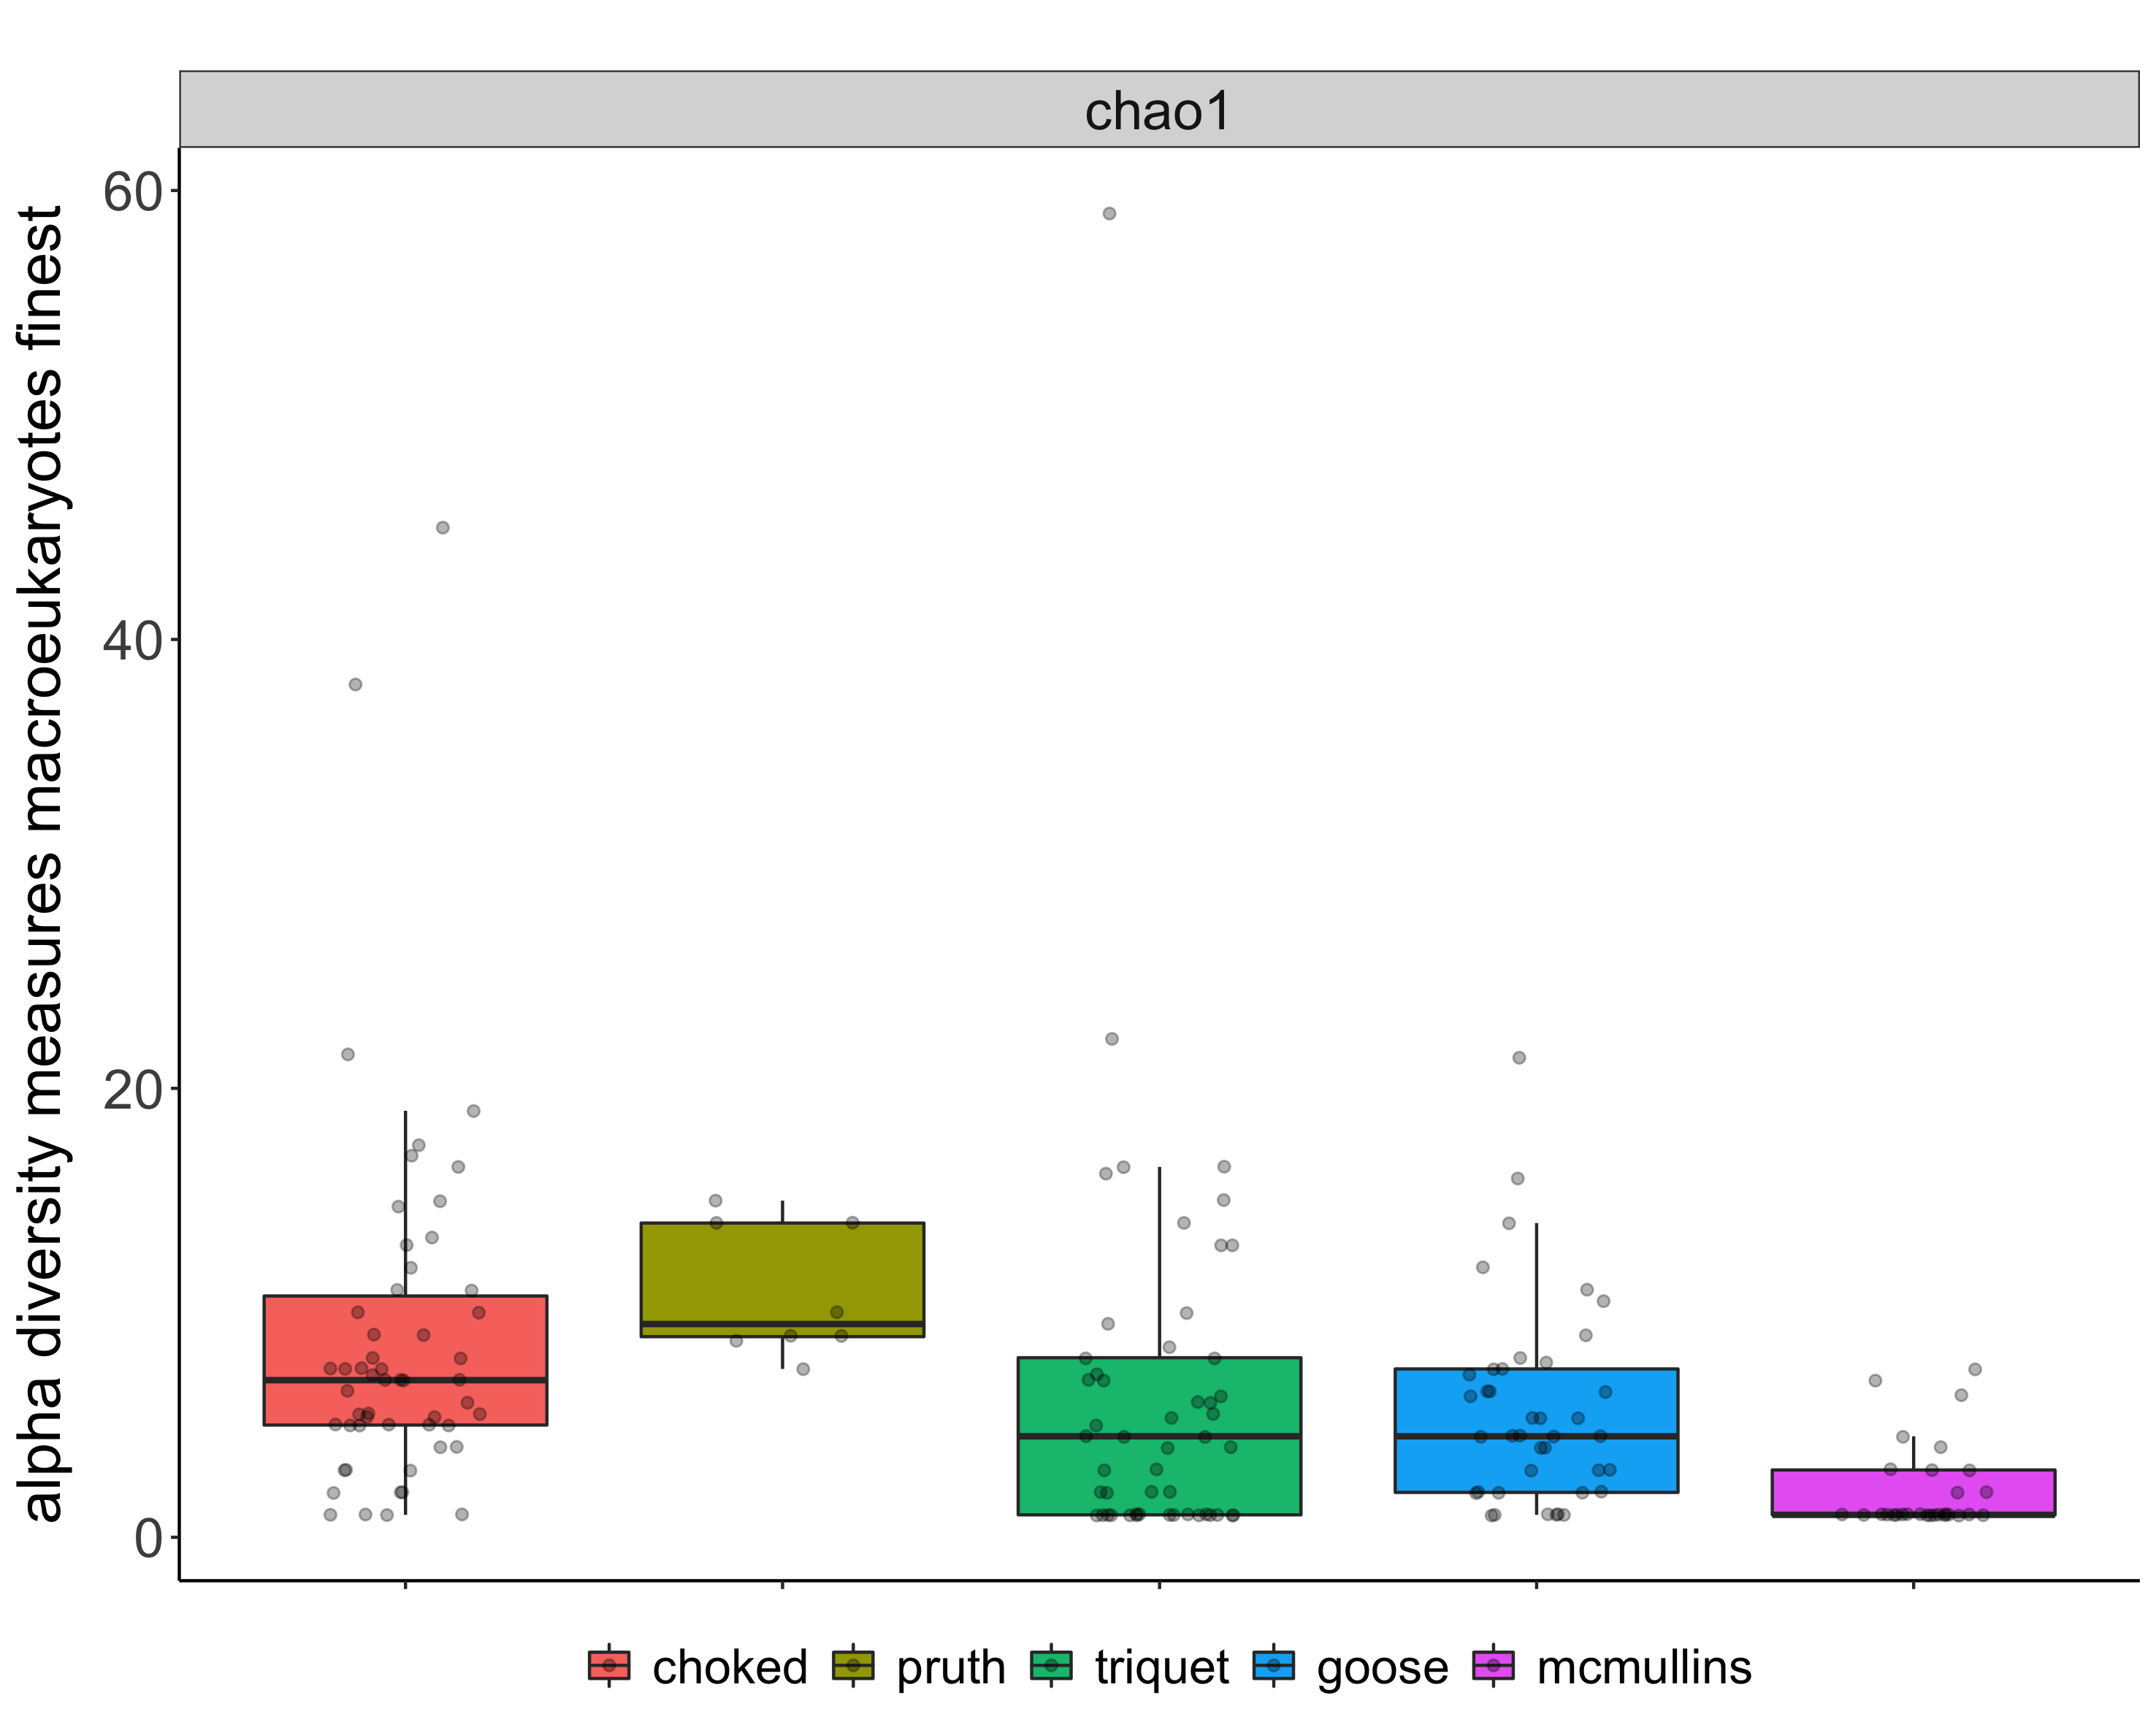 chao1
alpha diversity measures macroeukaryotes finest
60
40
20
0
choked pruth triquet goose mcmullins